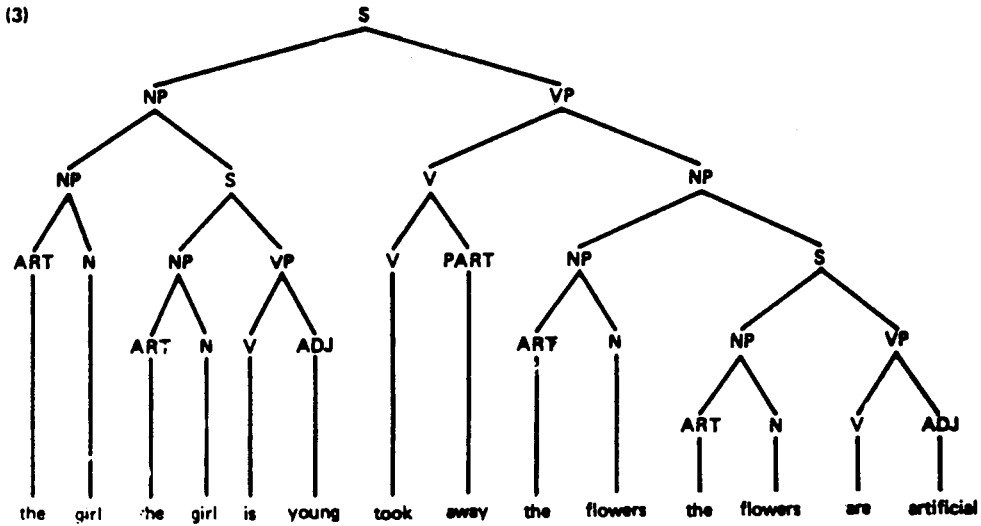 (3) S
NP VP
NP S V NP
ART N NP VP V PART NP S
ART N V ADJ ART N NP VP
ART N V ADJ
the girl the girl is young took away the flowers the flowers are artificial